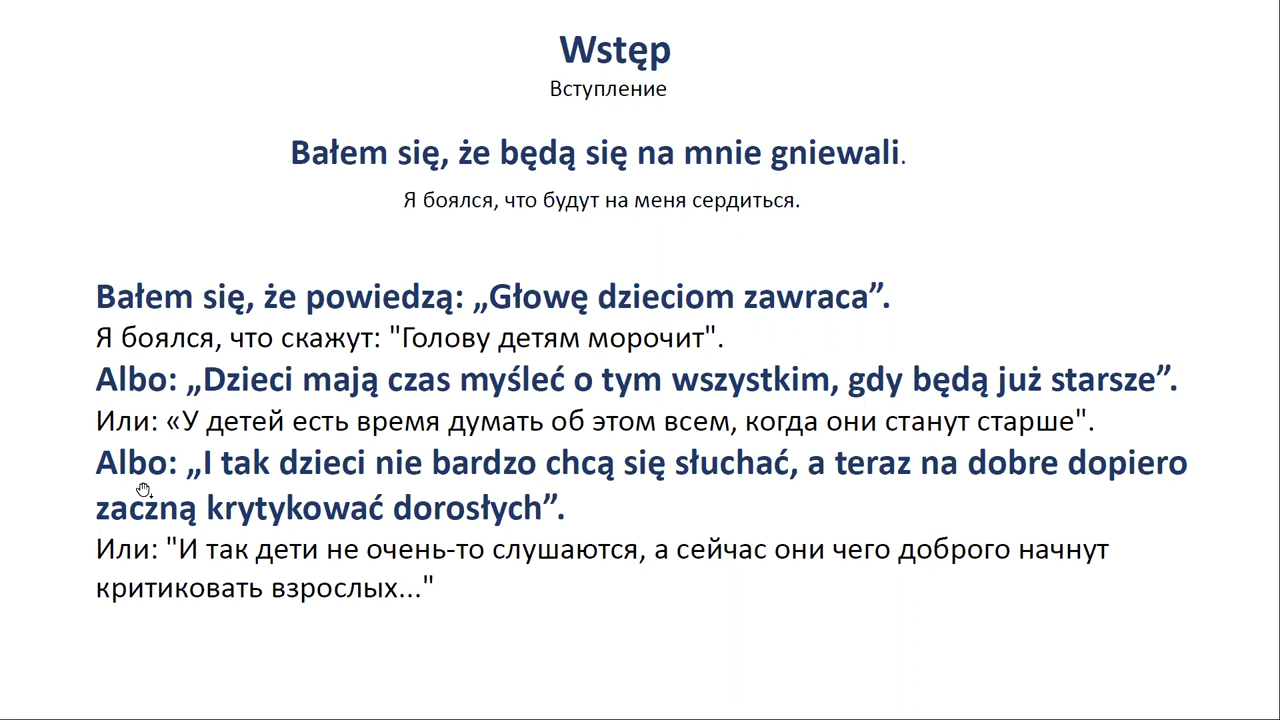 Wstęp
Вступление
Bałem się, że będą się na mnie gniewali.
Я боялся, что будут на меня сердиться.
Bałem się, że powiedzą: „Głowę dzieciom zawraca”.
Я боялся, что скажут: "Голову детям морочит".
Albo: „Dzieci mają czas myśleć o tym wszystkim, gdy będą już starsze”.
Или: «У детей есть время думать об этом всем, когда они станут старше".
Albo: „I tak dzieci nie bardzo chcą się słuchać, a teraz na dobre dopiero
zaczną krytykować dorosłych”.
Или: "И так дети не очень-то слушаются, а сейчас они чего доброго начнут
критиковать взрослых..."